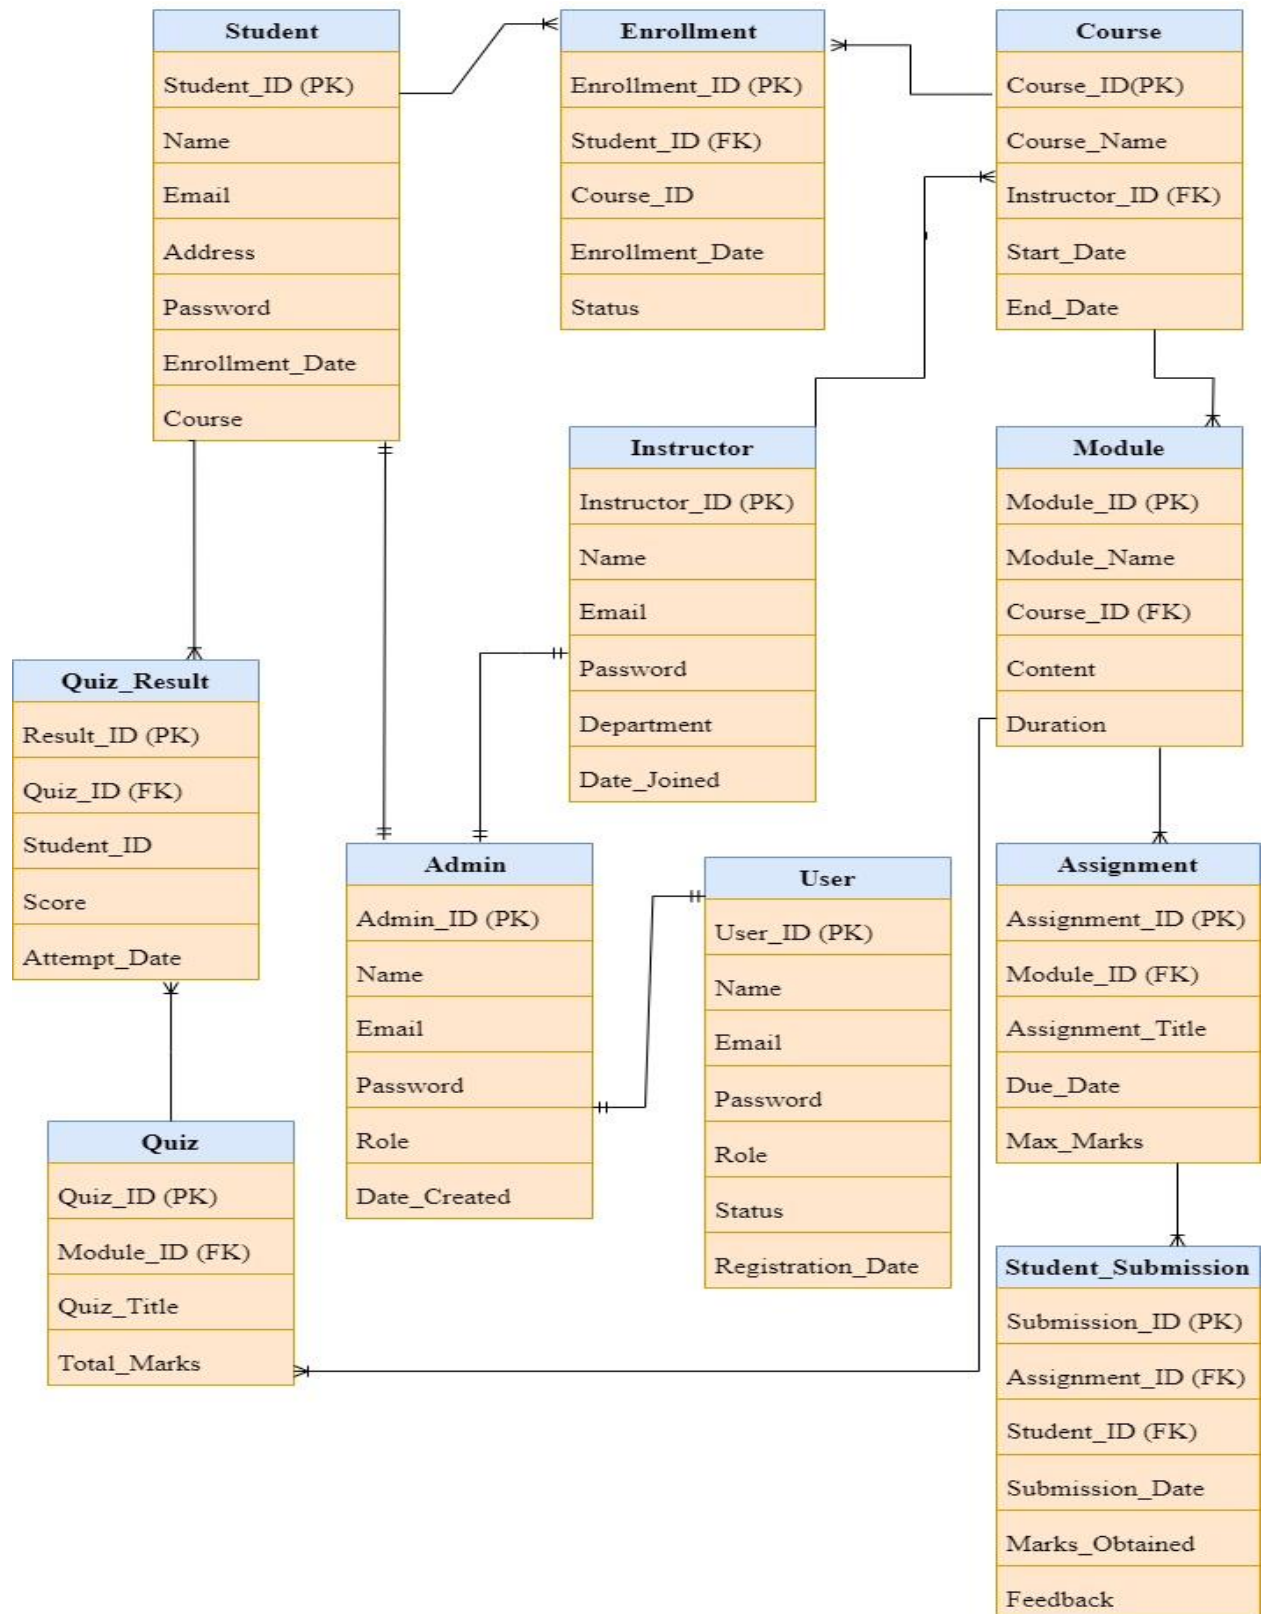 Student
Student_ID (PK)
Name
Email
Address
Password
Enrollment_Date
Course
Enrollment
Enrollment_ID (PK)
Student_ID (FK)
Course_ID
Enrollment_Date
Status
Course
Course_ID(PK)
Course_Name
Instructor_ID (FK)
Start_Date
End_Date
Instructor
Instructor_ID (PK)
Name
Email
Password
Department
Date_Joined
Module
Module_ID (PK)
Module_Name
Course_ID (FK)
Content
Duration
Quiz_Result
Result_ID (PK)
Quiz_ID (FK)
Student_ID
Score
Attempt_Date
Admin
Admin_ID (PK)
Name
Email
Password
Role
Date_Created
User
User_ID (PK)
Name
Email
Password
Role
Status
Registration_Date
Assignment
Assignment_ID (PK)
Module_ID (FK)
Assignment_Title
Due_Date
Max_Marks
Quiz
Quiz_ID (PK)
Module_ID (FK)
Quiz_Title
Total_Marks
Student_Submission
Submission_ID (PK)
Assignment_ID (FK)
Student_ID (FK)
Submission_Date
Marks_Obtained
Feedback